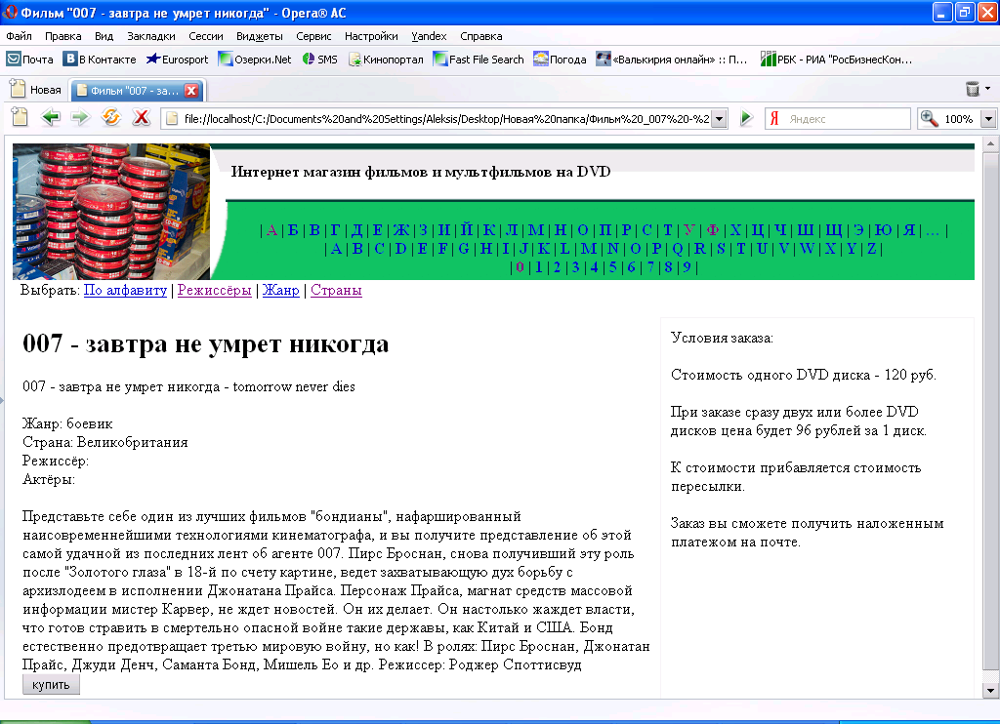 Фильм "007 - завтра не умрет никогда" - Opera® AC
Файл Правка Вид Закладки Сессии Виджеты Сервис Настройки Yandex Справка
Почта В Контакте Eurosport Озерки.Net SMS Кинопортал Fast File Search Погода «Валькирия онлайн» :: П... РБК - РИА "РосБизнесКон...
Новая Фильм "007 - за...
file://localhost/C:/Documents%20and%20Settings/Aleksis/Desktop/Новая%20папка/Фильм%20_007%20-%2 Я Яндекс 100%
Интернет магазин фильмов и мультфильмов на DVD
| А | Б | В | Г | Д | Е | Ж | З | И | Й | К | Л | М | Н | О | П | Р | С | Т | У | Ф | Х | Ц | Ч | Ш | Щ | Э | Ю | Я | ... |
| A | B | C | D | E | F | G | H | I | J | K | L | M | N | O | P | Q | R | S | T | U | V | W | X | Y | Z |
| 0 | 1 | 2 | 3 | 4 | 5 | 6 | 7 | 8 | 9 |
Выбрать: По алфавиту | Режиссёры | Жанр | Страны
007 - завтра не умрет никогда
007 - завтра не умрет никогда - tomorrow never dies
Жанр: боевик
Страна: Великобритания
Режиссёр:
Актёры:
Представьте себе один из лучших фильмов "бондианы", нафаршированный
наисовременнейшими технологиями кинематографа, и вы получите представление об этой
самой удачной из последних лент об агенте 007. Пирс Броснан, снова получивший эту роль
после "Золотого глаза" в 18-й по счету картине, ведет захватывающую дух борьбу с
архизлодеем в исполнении Джонатана Прайса. Персонаж Прайса, магнат средств массовой
информации мистер Карвер, не ждет новостей. Он их делает. Он настолько жаждет власти,
что готов стравить в смертельно опасной войне такие державы, как Китай и США. Бонд
естественно предотвращает третью мировую войну, но как! В ролях: Пирс Броснан, Джонатан
Прайс, Джуди Денч, Саманта Бонд, Мишель Ео и др. Режиссер: Роджер Споттисвуд
купить
Условия заказа:
Стоимость одного DVD диска - 120 руб.
При заказе сразу двух или более DVD
дисков цена будет 96 рублей за 1 диск.
К стоимости прибавляется стоимость
пересылки.
Заказ вы сможете получить наложенным
платежом на почте.